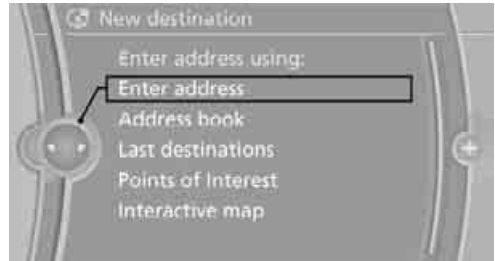 New destination
Enter address using:
Enter address
Address book
Last destinations
Points of Interest
Interactive map